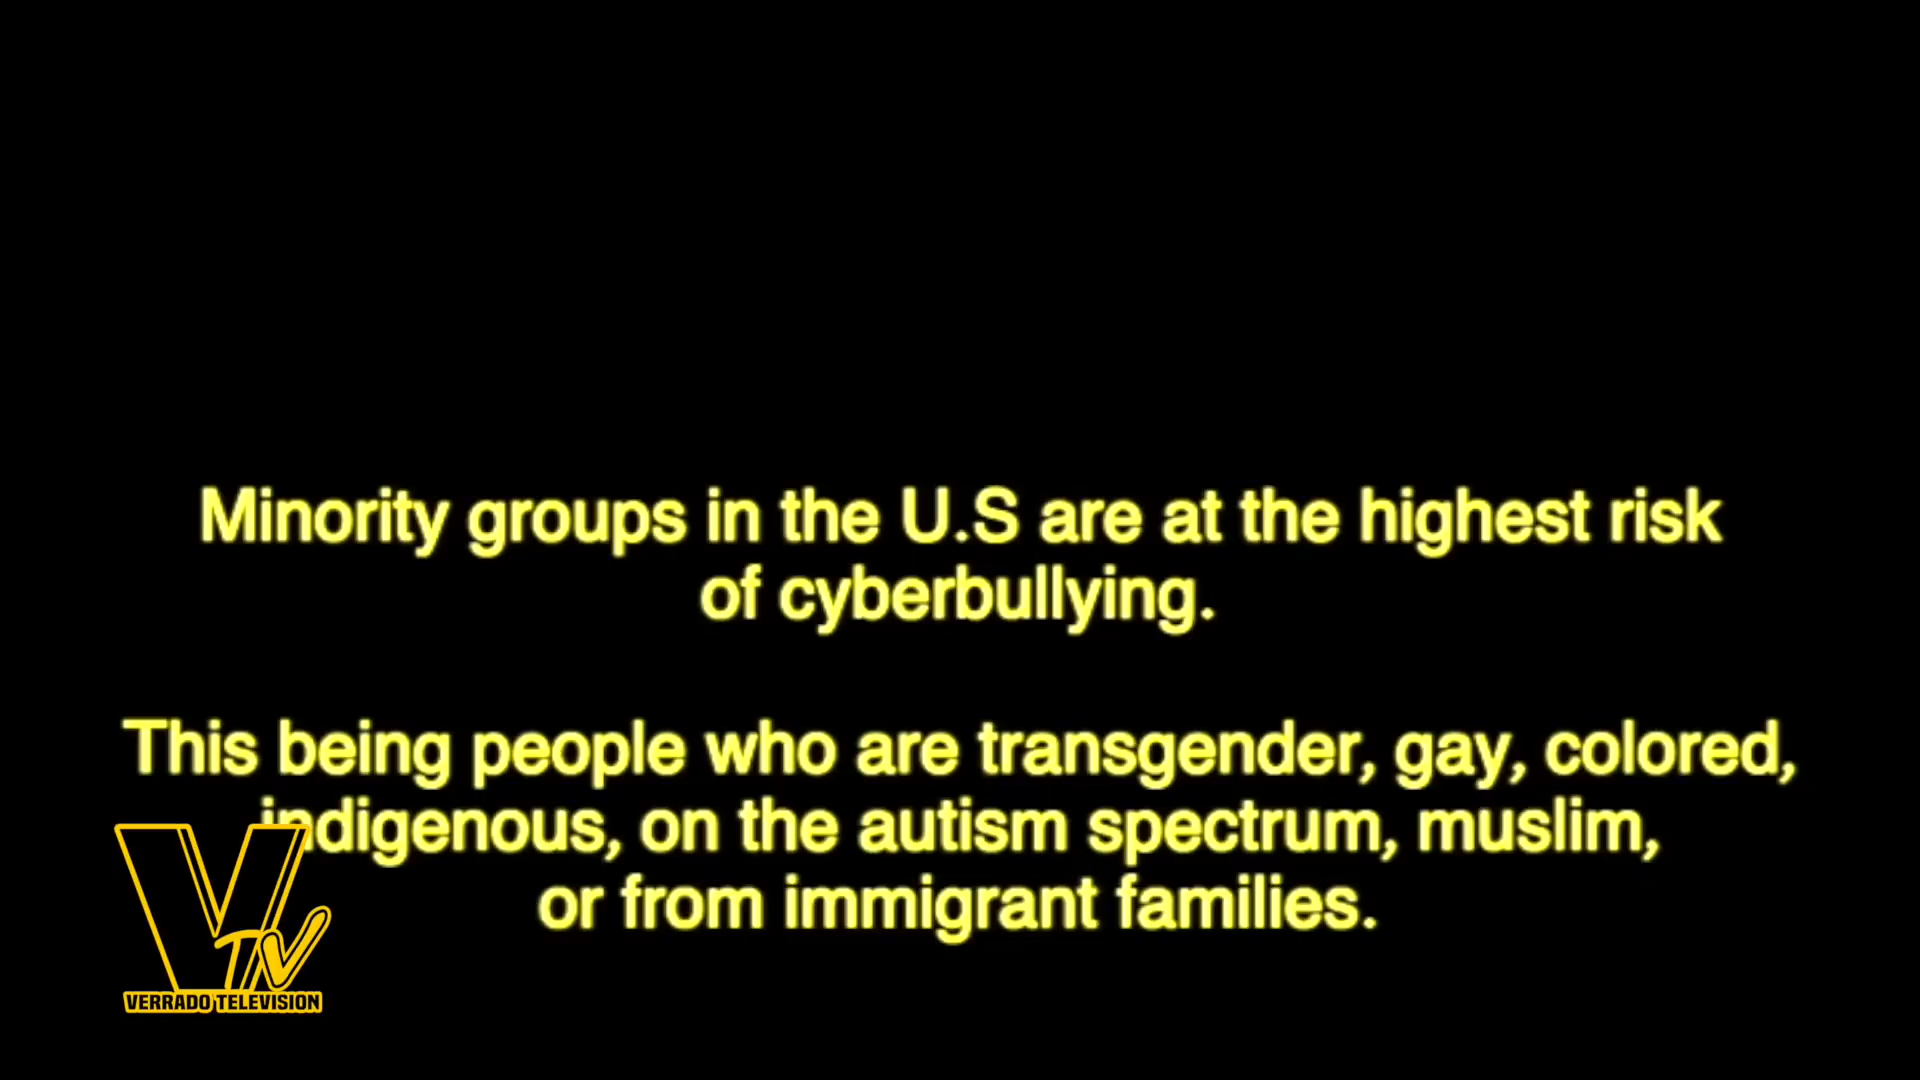 Minority groups in the U.S are at the highest risk
of cyberbullying.
This being people who are transgender, gay, colored,
indigenous, on the autism spectrum, muslim,
or from immigrant families.
VTV
VERRADO TELEVISION